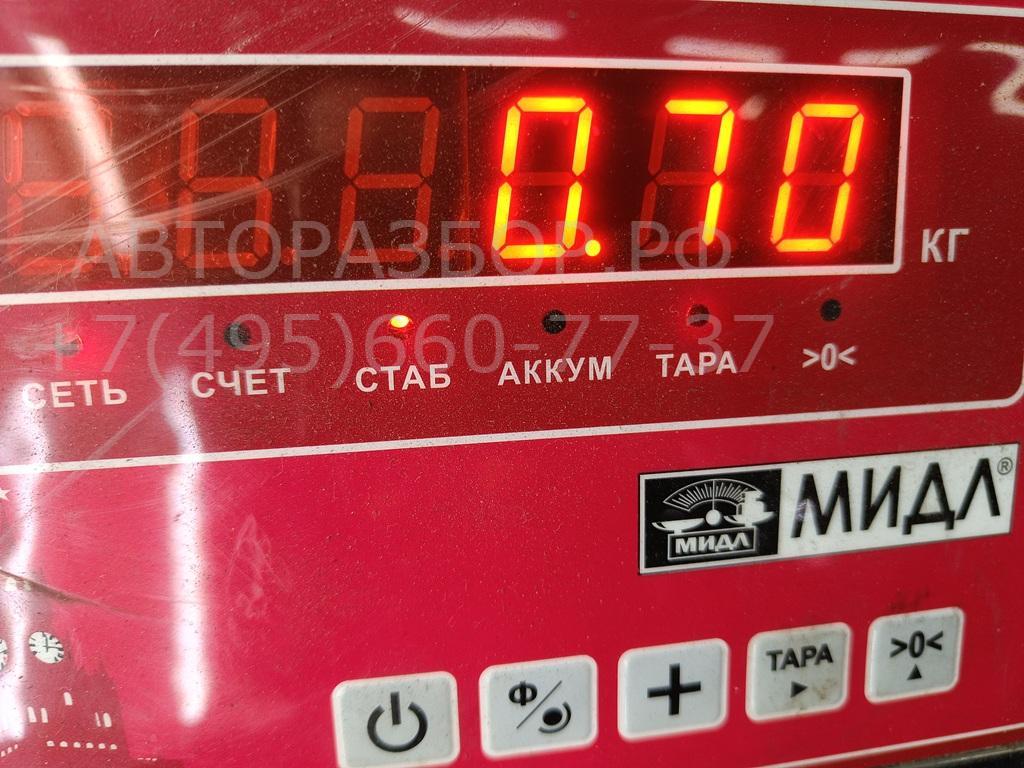 0.70
КГ
АВТОРАЗБОР.РФ
+7(495)660-77-37
СЕТЬ СЧЕТ СТАБ АККУМ ТАРА >0<
МИДЛ МИДЛ®
Ф + ТАРА >0<